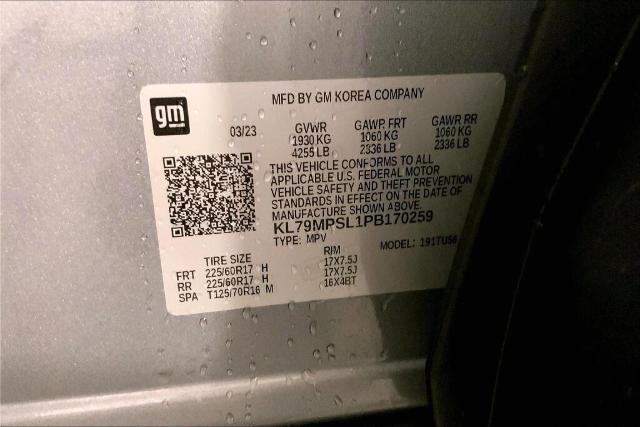 gm
MFD BY GM KOREA COMPANY
03/23
GVWR GAWR FRT GAWR RR
1930 KG 1060 KG 1060 KG
4255 LB 2336 LB 2336 LB
THIS VEHICLE CONFORMS TO ALL
APPLICABLE U.S. FEDERAL MOTOR
VEHICLE SAFETY AND THEFT PREVENTION
STANDARDS IN EFFECT ON THE DATE OF
MANUFACTURE SHOWN ABOVE.
KL79MPSL1PB170259
TYPE: MPV MODEL: 191TU56
TIRE SIZE RIM
FRT 225/60R17 H 17X7.5J
RR 225/60R17 H 17X7.5J
SPA T125/70R16 M 16X4BT